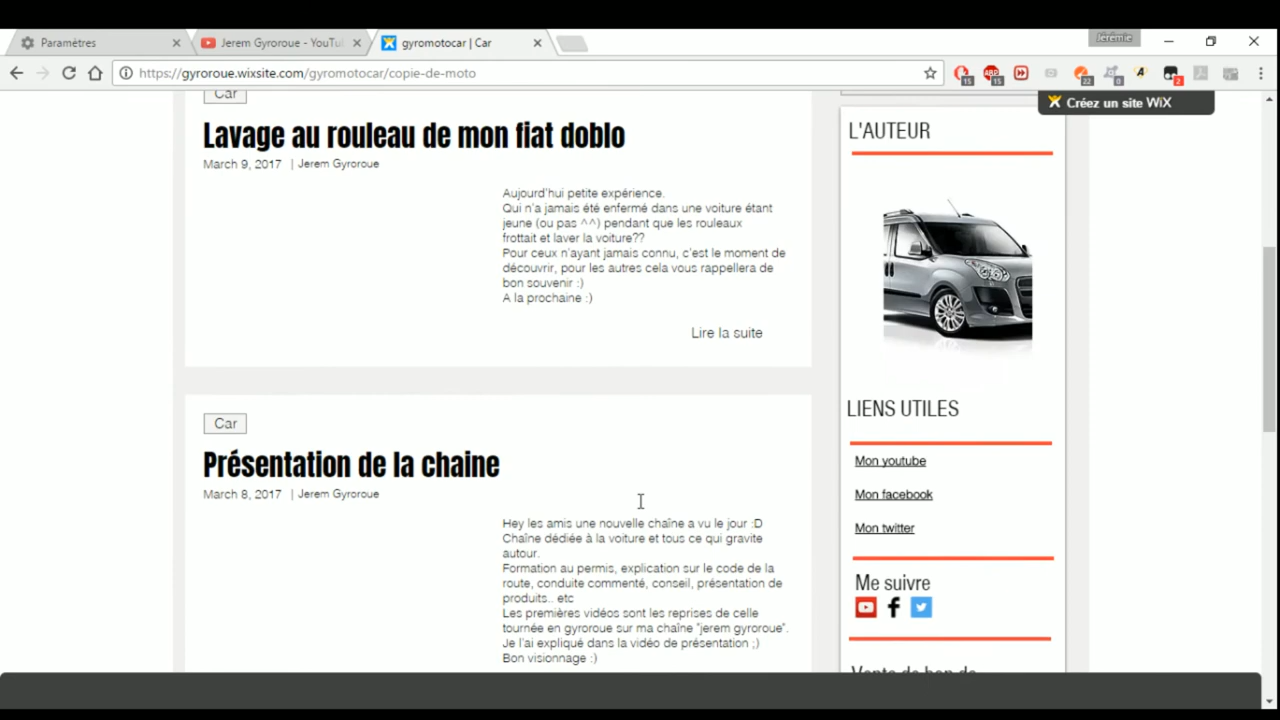 Paramètres
Jerem Gyroroue - YouTu
gyromotocar | Car
Jérémie
https://gyroroue.wixsite.com/gyromotocar/copie-de-moto
15
ABP
15
22
0
A
2
Créez un site WiX
Car
Lavage au rouleau de mon fiat doblo
March 9, 2017 | Jerem Gyroroue
Aujourd'hui petite expérience.
Qui n'a jamais été enfermé dans une voiture étant
jeune (ou pas ^^) pendant que les rouleaux
frottait et laver la voiture??
Pour ceux n'ayant jamais connu, c'est le moment de
découvrir, pour les autres cela vous rappellera de
bon souvenir :)
A la prochaine :)
Lire la suite
Car
Présentation de la chaine
March 8, 2017 | Jerem Gyroroue
Hey les amis une nouvelle chaîne a vu le jour :D
Chaîne dédiée à la voiture et tous ce qui gravite
autour.
Formation au permis, explication sur le code de la
route, conduite commenté, conseil, présentation de
produits.. etc
Les premières vidéos sont les reprises de celle
tournée en gyroroue sur ma chaîne "jerem gyroroue".
Je l'ai expliqué dans la vidéo de présentation ;)
Bon visionnage :)
L'AUTEUR
LIENS UTILES
Mon youtube
Mon facebook
Mon twitter
Me suivre
Vente de bon de